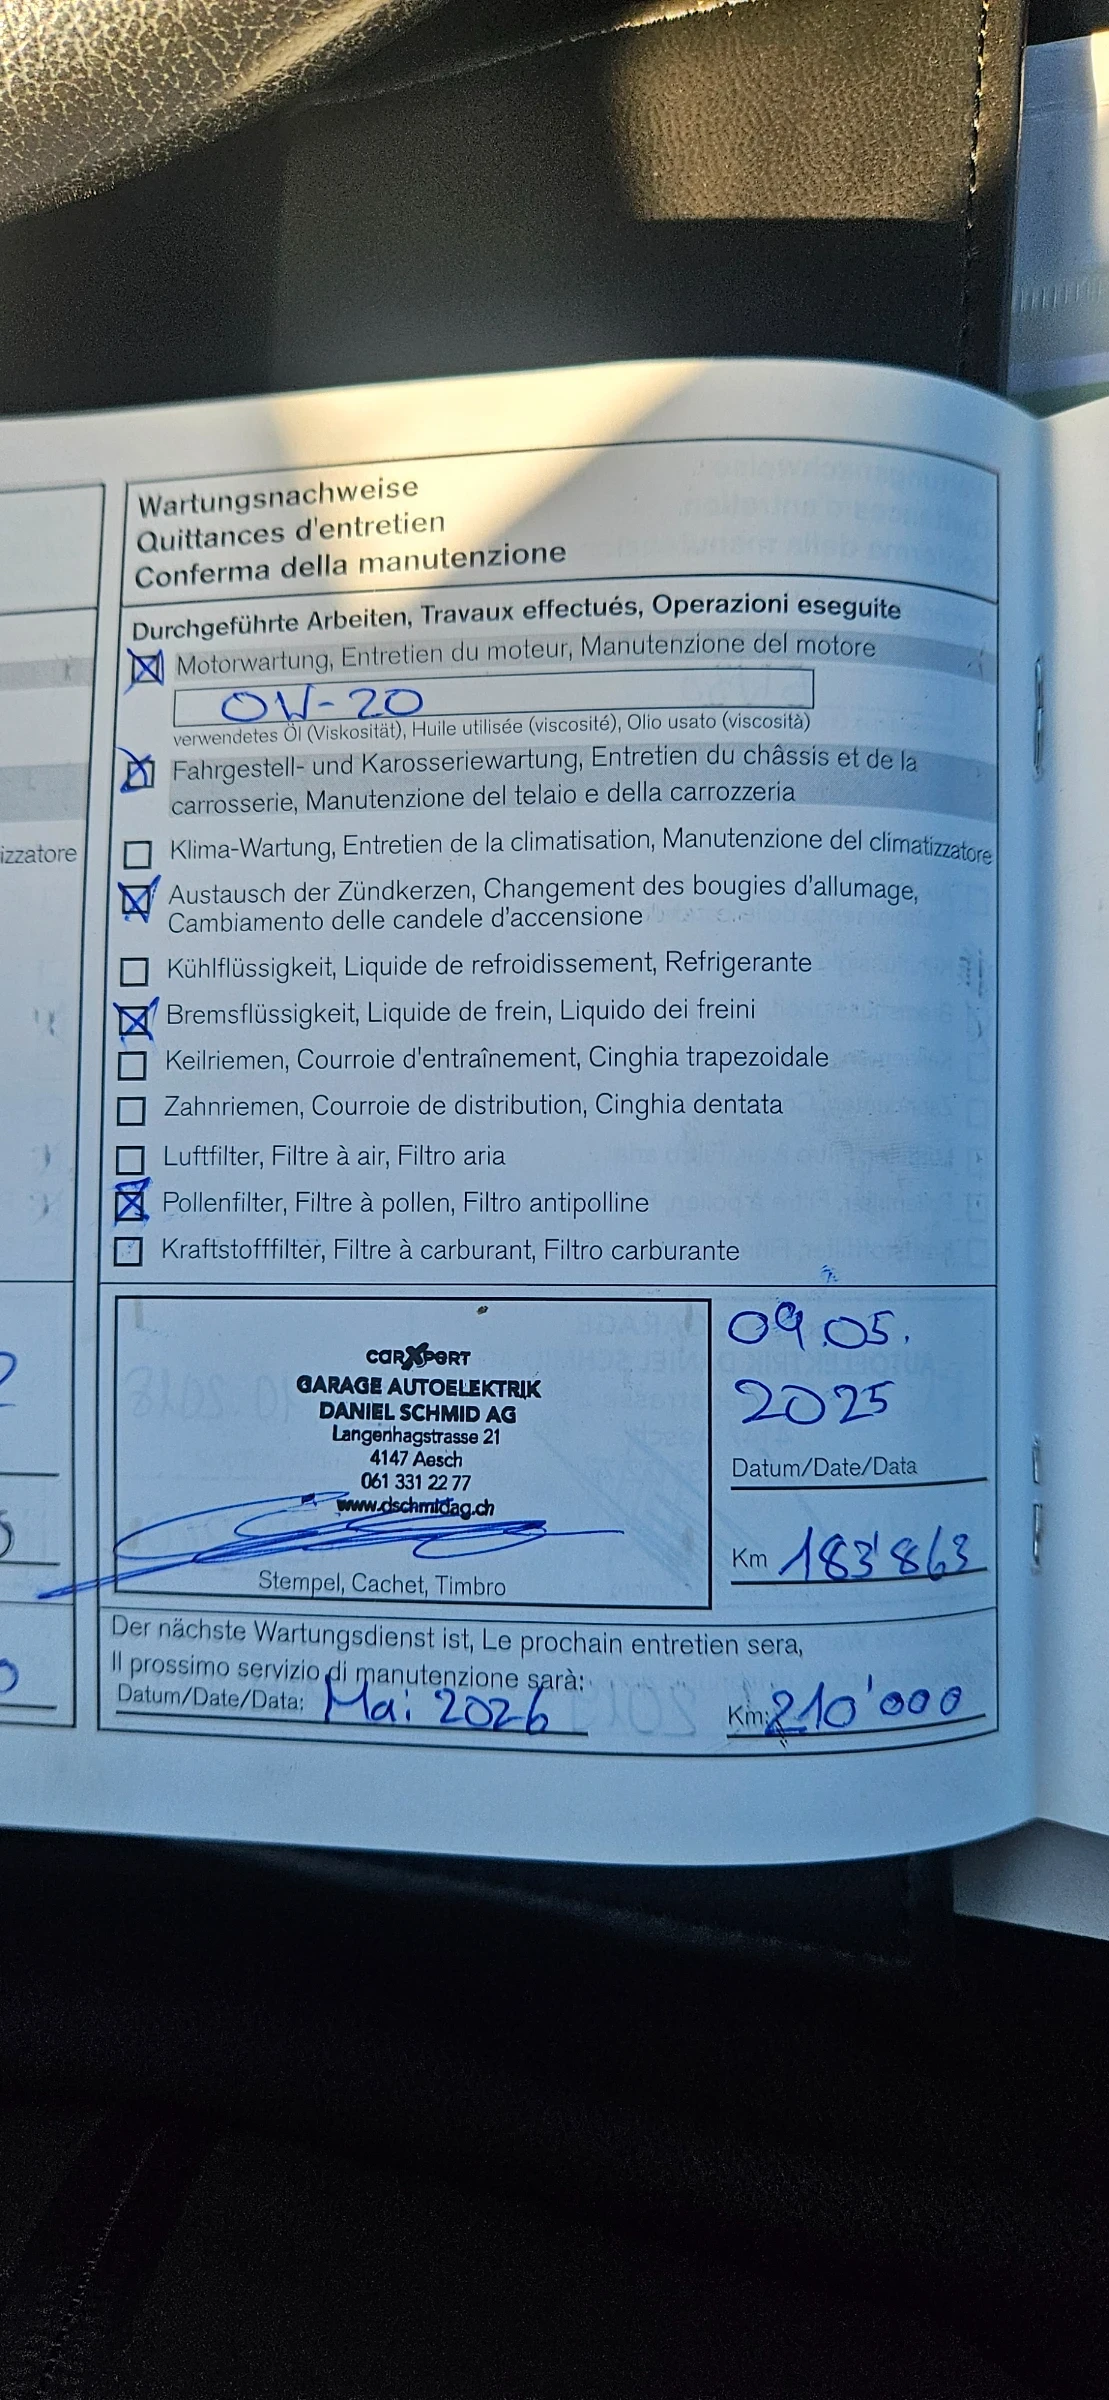 Wartungsnachweise
Quittances d'entretien
Conferma della manutenzione
Durchgeführte Arbeiten, Travaux effectués, Operazioni eseguite
Motorwartung, Entretien du moteur, Manutenzione del motore
0W-20
verwendetes Öl (Viskosität), Huile utilisée (viscosité), Olio usato (viscosità)
Fahrgestell- und Karosseriewartung, Entretien du châssis et de la
carrosserie, Manutenzione del telaio e della carrozzeria
izzatore
Klima-Wartung, Entretien de la climatisation, Manutenzione del climatizzatore
Austausch der Zündkerzen, Changement des bougies d'allumage,
Cambiamento delle candele d'accensione
Kühlflüssigkeit, Liquide de refroidissement, Refrigerante
Bremsflüssigkeit, Liquide de frein, Liquido dei freini
Keilriemen, Courroie d'entraînement, Cinghia trapezoidale
Zahnriemen, Courroie de distribution, Cinghia dentata
Luftfilter, Filtre à air, Filtro aria
Pollenfilter, Filtre à pollen, Filtro antipolline
Kraftstofffilter, Filtre à carburant, Filtro carburante
carXpert
GARAGE AUTOELEKTRIK
DANIEL SCHMID AG
Langenhagstrasse 21
4147 Aesch
061 331 22 77
www.dschmidag.ch
Stempel, Cachet, Timbro
09.05.
2025
Datum/Date/Data
Km 183'863
Der nächste Wartungsdienst ist, Le prochain entretien sera,
Il prossimo servizio di manutenzione sarà:
Datum/Date/Data: Mai 2026
Km: 210'000